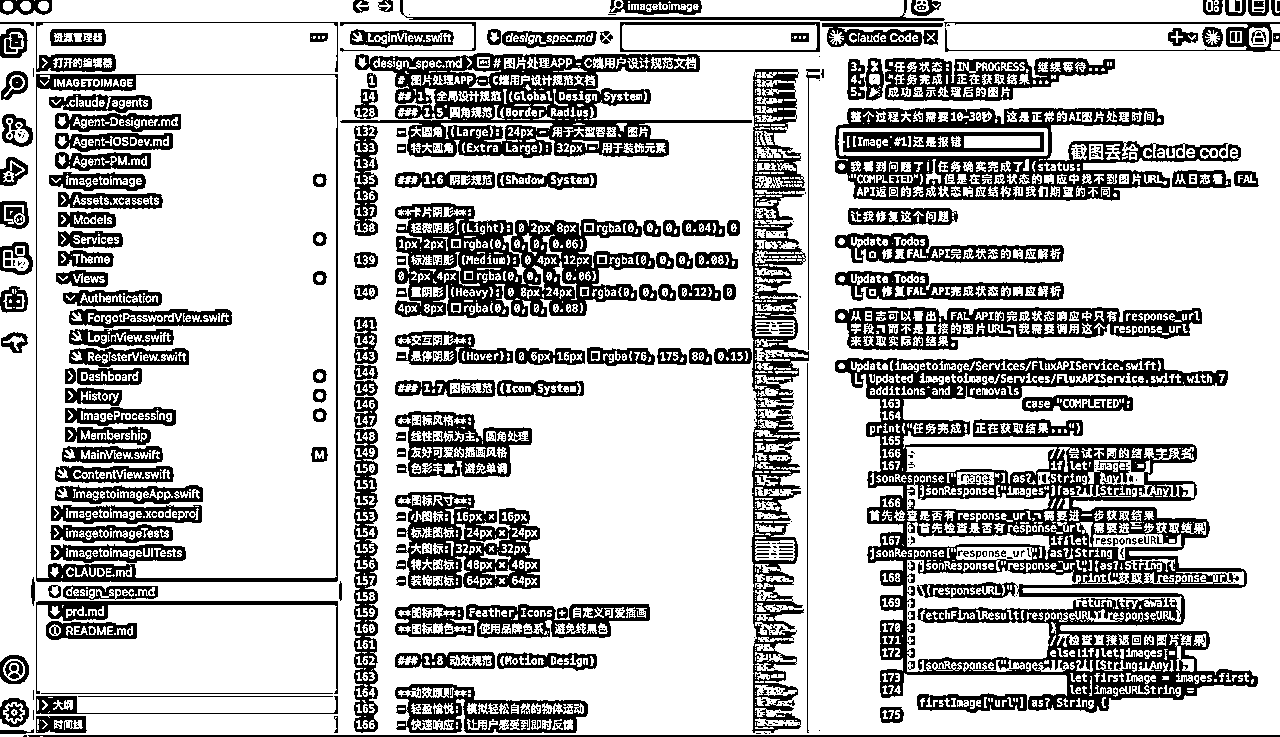 imagetoimage
资源管理器
打开的编辑器
IMAGETOIMAGE
.claude/agents
Agent-Designer.md
Agent-iOSDev.md
Agent-PM.md
imagetoimage
Assets.xcassets
Models
Services
Theme
Views
Authentication
ForgotPasswordView.swift
LoginView.swift
RegisterView.swift
Dashboard
History
ImageProcessing
Membership
MainView.swift
M
ContentView.swift
ImagetoimageApp.swift
imagetoimage.xcodeproj
imagetoimageTests
imagetoimageUITests
CLAUDE.md
design_spec.md
prd.md
README.md
大纲
时间线
LoginView.swift
design_spec.md
design_spec.md > # 图片处理APP - C端用户设计规范文档
1 # 图片处理APP - C端用户设计规范文档
14 ## 1. 全局设计规范 (Global Design System)
128 ### 1.5 圆角规范 (Border Radius)
132 - 大圆角 (Large): 24px - 用于大型容器、图片
133 - 特大圆角 (Extra Large): 32px - 用于装饰元素
134
135 ### 1.6 阴影规范 (Shadow System)
136
137 **卡片阴影**:
138 - 轻微阴影 (Light): 0 2px 8px rgba(0, 0, 0, 0.04), 0
1px 2px rgba(0, 0, 0, 0.06)
139 - 标准阴影 (Medium): 0 4px 12px rgba(0, 0, 0, 0.08),
0 2px 4px rgba(0, 0, 0, 0.06)
140 - 重阴影 (Heavy): 0 8px 24px rgba(0, 0, 0, 0.12), 0
4px 8px rgba(0, 0, 0, 0.08)
141
142 **交互阴影**:
143 - 悬停阴影 (Hover): 0 6px 16px rgba(76, 175, 80, 0.15)
144
145 ### 1.7 图标规范 (Icon System)
146
147 **图标风格**:
148 - 线性图标为主，圆角处理
149 - 友好可爱的插画风格
150 - 色彩丰富，避免单调
151
152 **图标尺寸**:
153 - 小图标: 16px × 16px
154 - 标准图标: 24px × 24px
155 - 大图标: 32px × 32px
156 - 特大图标: 48px × 48px
157 - 装饰图标: 64px × 64px
158
159 **图标库**: Feather Icons + 自定义可爱插画
160 **图标颜色**: 使用品牌色系，避免纯黑色
161
162 ### 1.8 动效规范 (Motion Design)
163
164 **动效原则**:
165 - 轻盈愉悦: 模拟轻松自然的物体运动
166 - 快速响应: 让用户感受到即时反馈
Claude Code
3. "任务状态: IN_PROGRESS, 继续等待..."
4. "任务完成！正在获取结果..."
5. 成功显示处理后的图片
整个过程大约需要10-30秒，这是正常的AI图片处理时间。
[Image #1]还是报错
截图丢给 claude code
我看到问题了！任务确实完成了 (status:
"COMPLETED")，但是在完成状态的响应中找不到图片URL。从日志看，FAL
API返回的完成状态响应结构和我们期望的不同。
让我修复这个问题：
Update Todos
修复FAL API完成状态的响应解析
Update Todos
修复FAL API完成状态的响应解析
从日志可以看出，FAL API的完成状态响应中只有 response_url
字段，而不是直接的图片URL。我需要调用这个 response_url
来获取实际的结果。
Update(imagetoimage/Services/FluxAPIService.swift)
Updated imagetoimage/Services/FluxAPIService.swift with 7
additions and 2 removals
163 case "COMPLETED":
164
print("任务完成！正在获取结果...")
165
166 // 尝试不同的结果字段名
if let images =
jsonResponse["images"] as? [[String: Any]],
jsonResponse["images"] as? [[String: Any]],
//
首先检查是否有response_url，需要进一步获取结果
首先检查是否有response_url，需要进一步获取结果
167 if let responseURL =
jsonResponse["response_url"] as? String {
jsonResponse["response_url"] as? String {
168 print("获取到response_url:
\(responseURL)")
169 return try await
fetchFinalResult(responseURL: responseURL)
170 }
171 // 检查直接返回的图片结果
172 else if let images =
jsonResponse["images"] as? [[String: Any]],
173 let firstImage = images.first,
174 let imageURLString =
firstImage["url"] as? String {
175